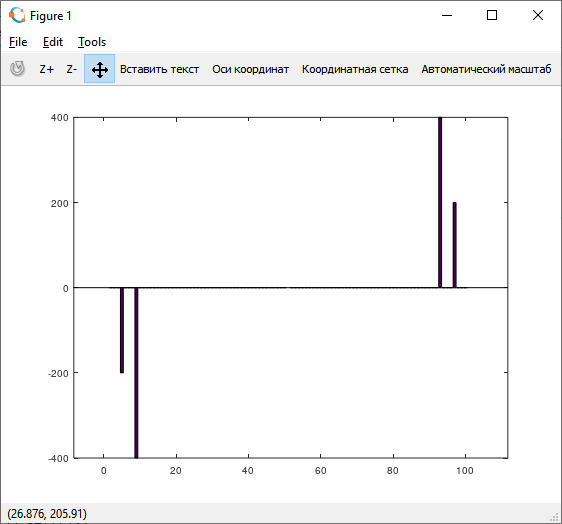 Figure 1
File Edit Tools
Z+ Z- Вставить текст Оси координат Координатная сетка Автоматический масштаб
400
200
0
-200
-400
0 20 40 60 80 100
(26.876, 205.91)